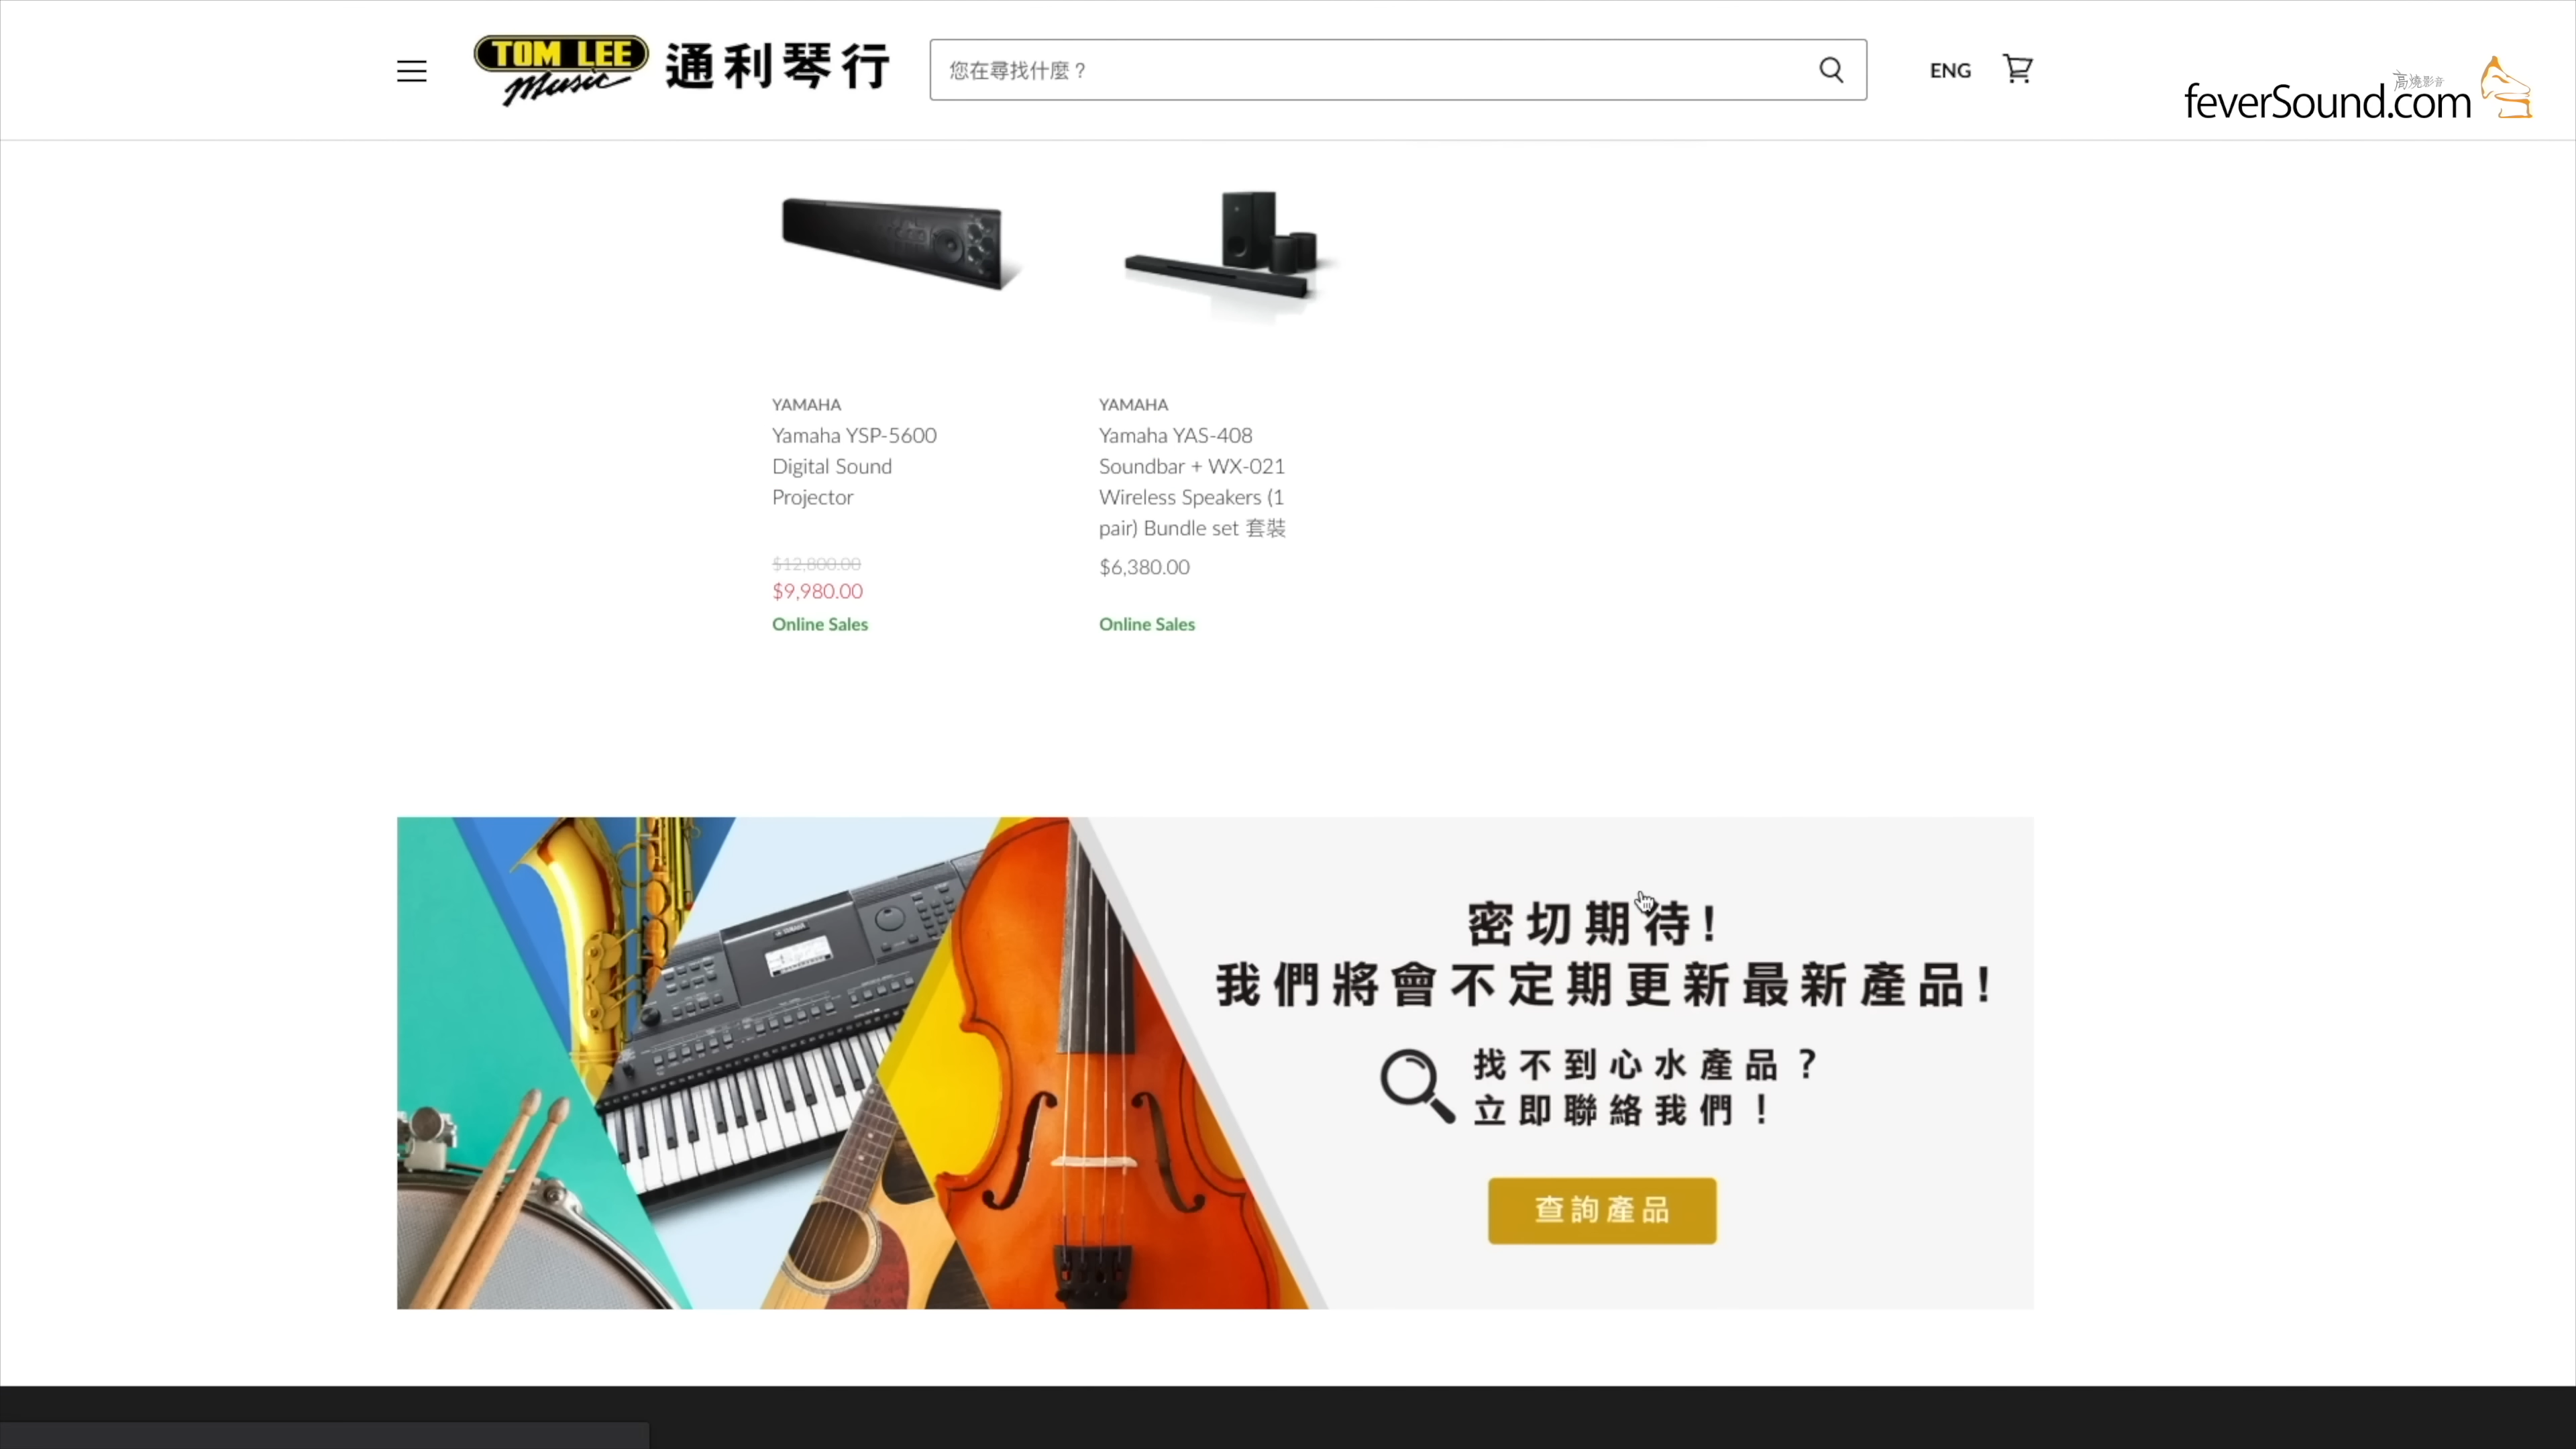 TOM LEE
Music
通利琴行
您在尋找什麼？
ENG
高燒影音
feverSound.com
YAMAHA
Yamaha YSP-5600
Digital Sound
Projector
$12,800.00
$9,980.00
Online Sales
YAMAHA
Yamaha YAS-408
Soundbar + WX-021
Wireless Speakers (1
pair) Bundle set 套裝
$6,380.00
Online Sales
YAMAHA
密切期待!
我們將會不定期更新最新產品!
找不到心水產品？
立即聯絡我們！
查詢產品